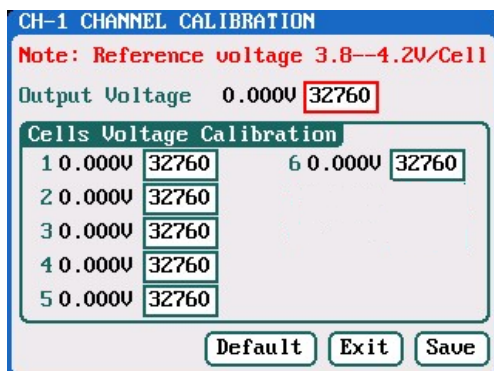 CH-1 CHANNEL CALIBRATION
Note: Reference voltage 3.8--4.2V/Cell
Output Voltage 0.000V 32760
Cells Voltage Calibration
1 0.000V 32760 6 0.000V 32760
2 0.000V 32760
3 0.000V 32760
4 0.000V 32760
5 0.000V 32760
Default Exit Save